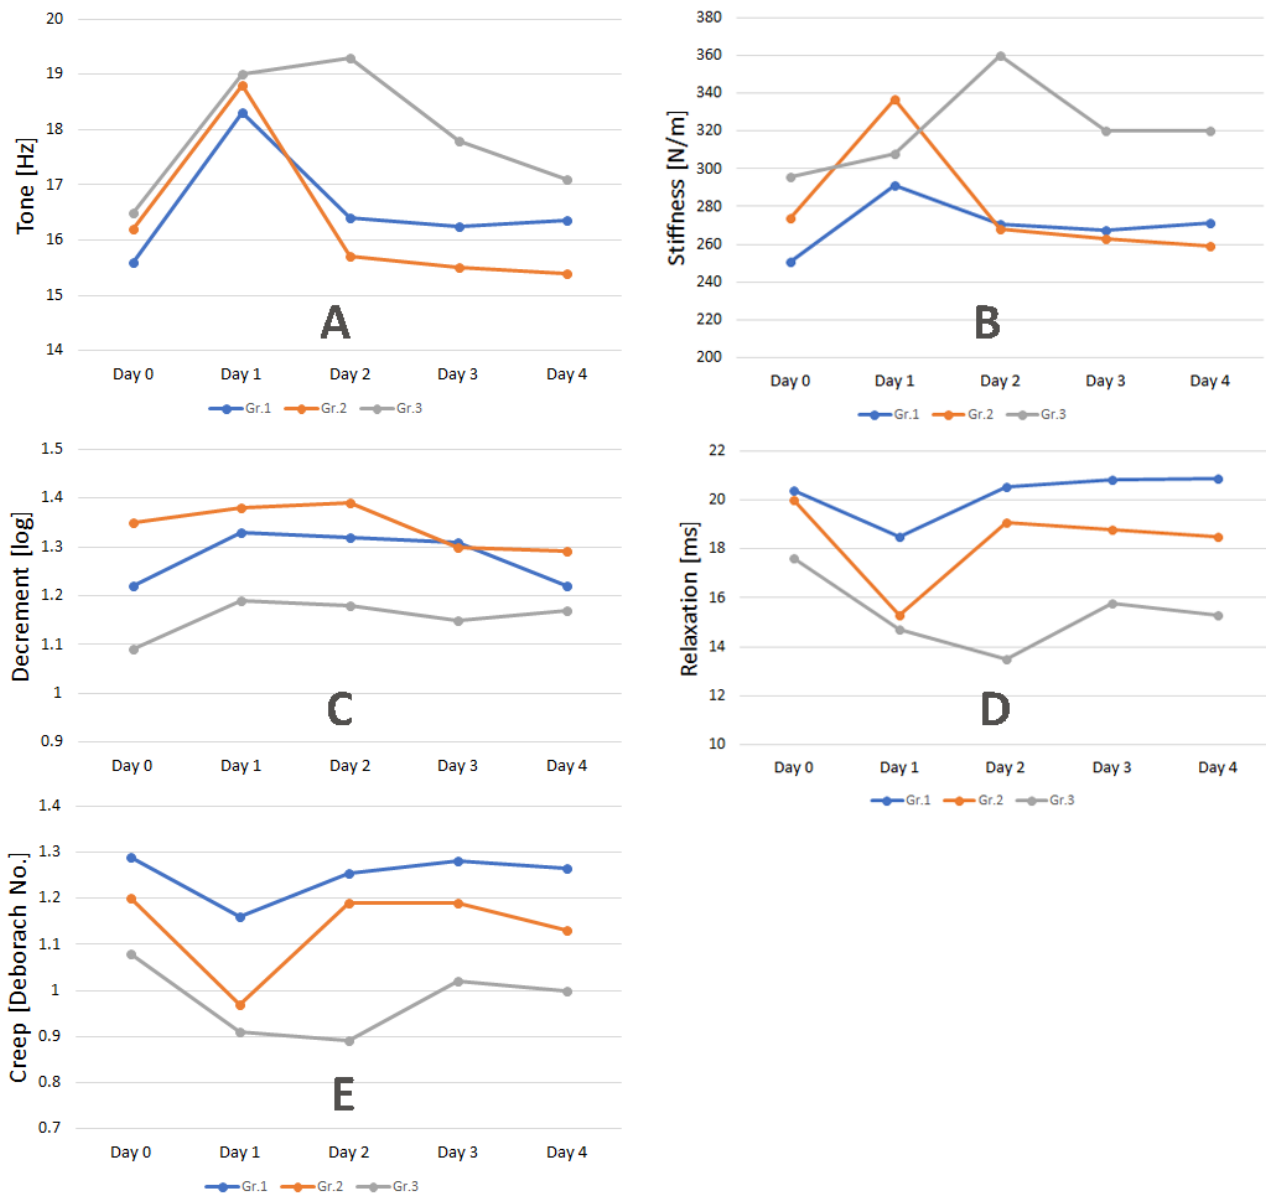 Tone [Hz]
20
19
18
17
16
15
14
A
Day 0 Day 1 Day 2 Day 3 Day 4
Gr.1 Gr.2 Gr.3
Stiffness [N/m]
380
360
340
320
300
280
260
240
220
200
B
Day 0 Day 1 Day 2 Day 3 Day 4
Gr.1 Gr.2 Gr.3
Decrement [log]
1.5
1.4
1.3
1.2
1.1
1
0.9
C
Day 0 Day 1 Day 2 Day 3 Day 4
Relaxation [ms]
22
20
18
16
14
12
10
D
Day 0 Day 1 Day 2 Day 3 Day 4
Gr.1 Gr.2 Gr.3
Creep [Deborach No.]
1.4
1.3
1.2
1.1
1
0.9
0.8
0.7
E
Day 0 Day 1 Day 2 Day 3 Day 4
Gr.1 Gr.2 Gr.3